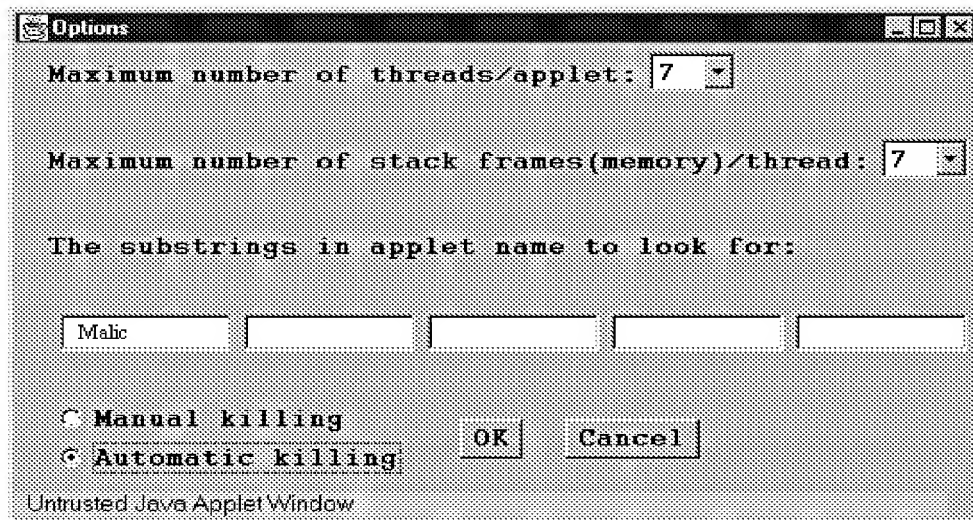 Options
Maximum number of threads/applet: 7
Maximum number of stack frames(memory)/thread: 7
The substrings in applet name to look for:
Malic
Manual killing
Automatic killing
OK Cancel
Untrusted Java Applet Window